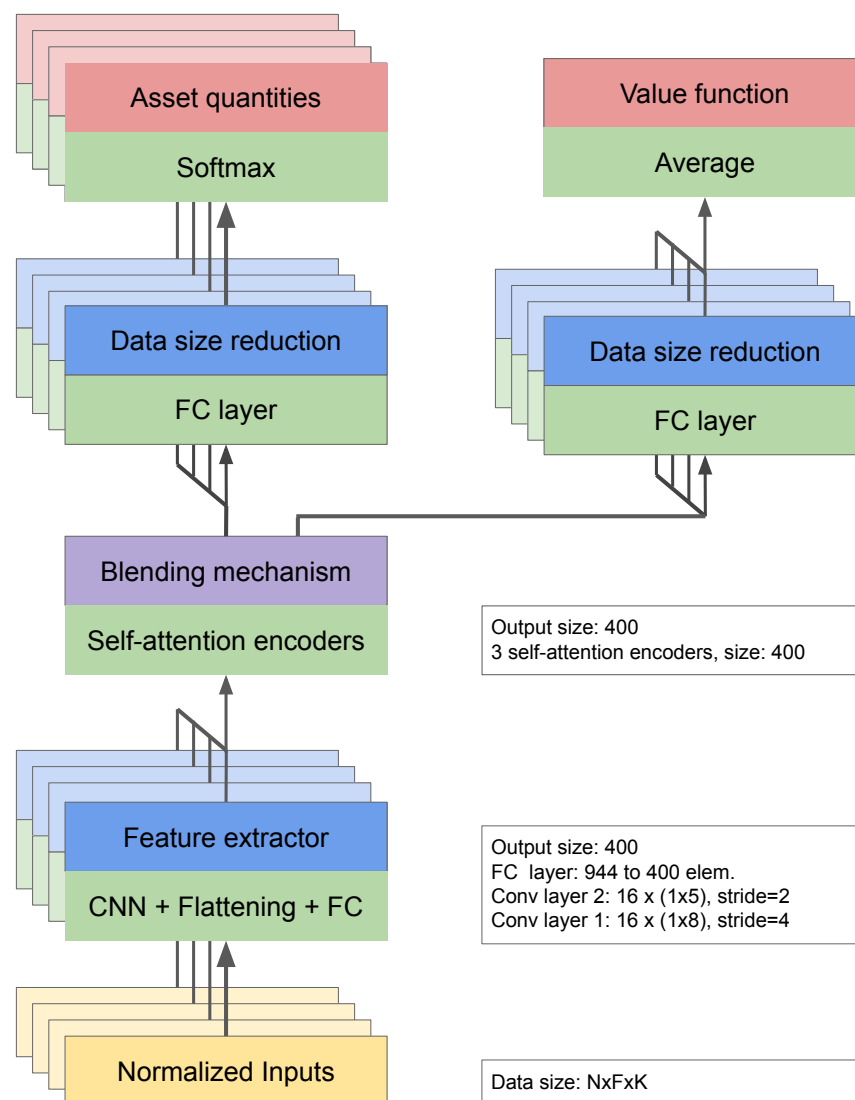 Asset quantities
Softmax
Value function
Average
Data size reduction
FC layer
Data size reduction
FC layer
Blending mechanism
Self-attention encoders
Output size: 400
3 self-attention encoders, size: 400
Feature extractor
CNN + Flattening + FC
Output size: 400
FC layer: 944 to 400 elem.
Conv layer 2: 16 x (1x5), stride=2
Conv layer 1: 16 x (1x8), stride=4
Normalized Inputs
Data size: NxFxK